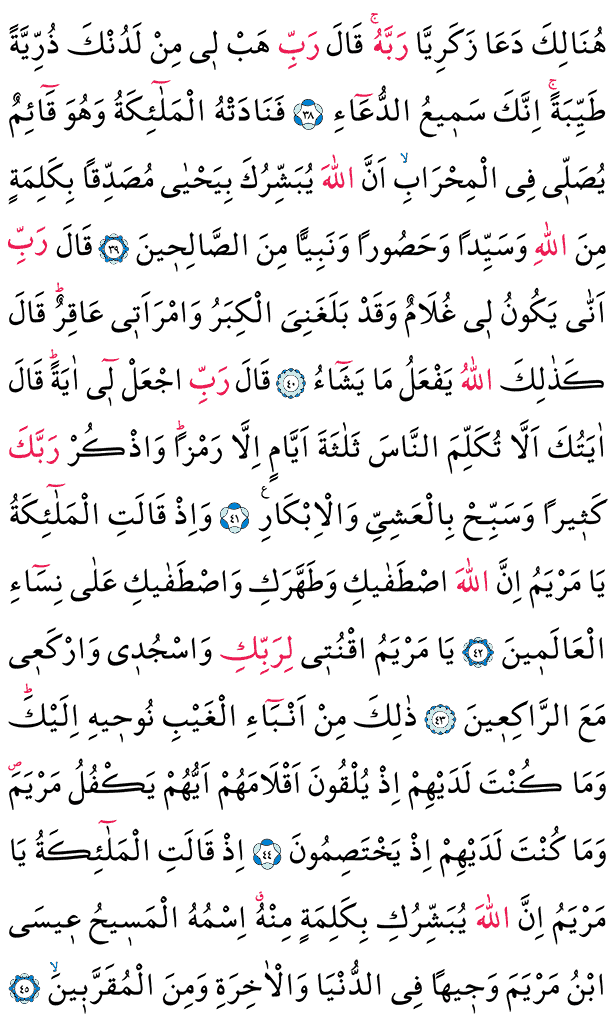 هُنَالِكَ دَعَا زَكَرِيَّا رَبَّهُۚ قَالَ رَبِّ هَبْ ل۪ي مِنْ لَدُنْكَ ذُرِّيَّةً
طَيِّبَةًۚ اِنَّكَ سَم۪يعُ الدُّعَٓاءِ ﴿٣٨﴾ فَنَادَتْهُ الْمَلٰٓئِكَةُ وَهُوَ قَٓائِمٌ
يُصَلّ۪ي فِي الْمِحْرَابِۙ اَنَّ اللّٰهَ يُبَشِّرُكَ بِيَحْيٰى مُصَدِّقاً بِكَلِمَةٍ
مِنَ اللّٰهِ وَسَيِّداً وَحَصُوراً وَنَبِياًّ مِنَ الصَّالِح۪ينَ ﴿٣٩﴾ قَالَ رَبِّ
اَنّٰى يَكُونُ ل۪ي غُلَامٌ وَقَدْ بَلَغَنِيَ الْكِبَرُ وَامْرَاَت۪ي عَاقِرٌۜ قَالَ
كَذٰلِكَ اللّٰهُ يَفْعَلُ مَا يَشَٓاءُ ﴿٤٠﴾ قَالَ رَبِّ اجْعَلْ ل۪ٓي اٰيَةًۜ قَالَ
اٰيَتُكَ اَلَّا تُكَلِّمَ النَّاسَ ثَلٰثَةَ اَيَّامٍ اِلَّا رَمْزاًۜ وَاذْكُرْ رَبَّكَ
كَث۪يراً وَسَبِّحْ بِالْعَشِيِّ وَالْاِبْكَارِ۟ ﴿٤١﴾ وَاِذْ قَالَتِ الْمَلٰٓئِكَةُ
يَا مَرْيَمُ اِنَّ اللّٰهَ اصْطَفٰيكِ وَطَهَّرَكِ وَاصْطَفٰيكِ عَلٰى نِسَٓاءِ
الْعَالَم۪ينَ ﴿٤٢﴾ يَا مَرْيَمُ اقْنُت۪ي لِرَبِّكِ وَاسْجُد۪ي وَارْكَع۪ي
مَعَ الرَّاكِع۪ينَ ﴿٤٣﴾ ذٰلِكَ مِنْ اَنْبَٓاءِ الْغَيْبِ نُوح۪يهِ اِلَيْكَۜ
وَمَا كُنْتَ لَدَيْهِمْ اِذْ يُلْقُونَ اَقْلَامَهُمْ اَيُّهُمْ يَكْفُلُ مَرْيَمَۖ
وَمَا كُنْتَ لَدَيْهِمْ اِذْ يَخْتَصِمُونَ ﴿٤٤﴾ اِذْ قَالَتِ الْمَلٰٓئِكَةُ يَا
مَرْيَمُ اِنَّ اللّٰهَ يُبَشِّرُكِ بِكَلِمَةٍ مِنْهُۗ اِسْمُهُ الْمَس۪يحُ ع۪يسَى
ابْنُ مَرْيَمَ وَج۪يهاً فِي الدُّنْيَا وَالْاٰخِرَةِ وَمِنَ الْمُقَرَّب۪ينَۙ ﴿٤٥﴾